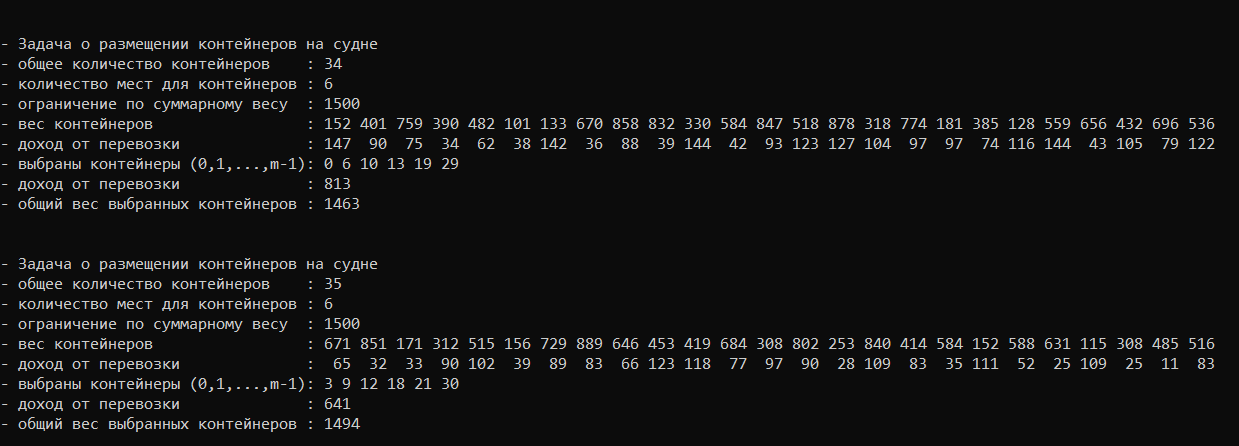 - Задача о размещении контейнеров на судне
- общее количество контейнеров    : 34
- количество мест для контейнеров : 6
- ограничение по суммарному весу  : 1500
- вес контейнеров                 : 152 401 759 390 482 101 133 670 858 832 330 584 847 518 878 318 774 181 385 128 559 656 432 696 536
- доход от перевозки              : 147  90  75  34  62  38 142  36  88  39 144  42  93 123 127 104  97  97  74 116 144  43 105  79 122
- выбраны контейнеры (0,1,...,m-1): 0 6 10 13 19 29
- доход от перевозки              : 813
- общий вес выбранных контейнеров : 1463
- Задача о размещении контейнеров на судне
- общее количество контейнеров    : 35
- количество мест для контейнеров : 6
- ограничение по суммарному весу  : 1500
- вес контейнеров                 : 671 851 171 312 515 156 729 889 646 453 419 684 308 802 253 840 414 584 152 588 631 115 308 485 516
- доход от перевозки              :  65  32  33  90 102  39  89  83  66 123 118  77  97  90  28 109  83  35 111  52  25 109  25  11  83
- выбраны контейнеры (0,1,...,m-1): 3 9 12 18 21 30
- доход от перевозки              : 641
- общий вес выбранных контейнеров : 1494